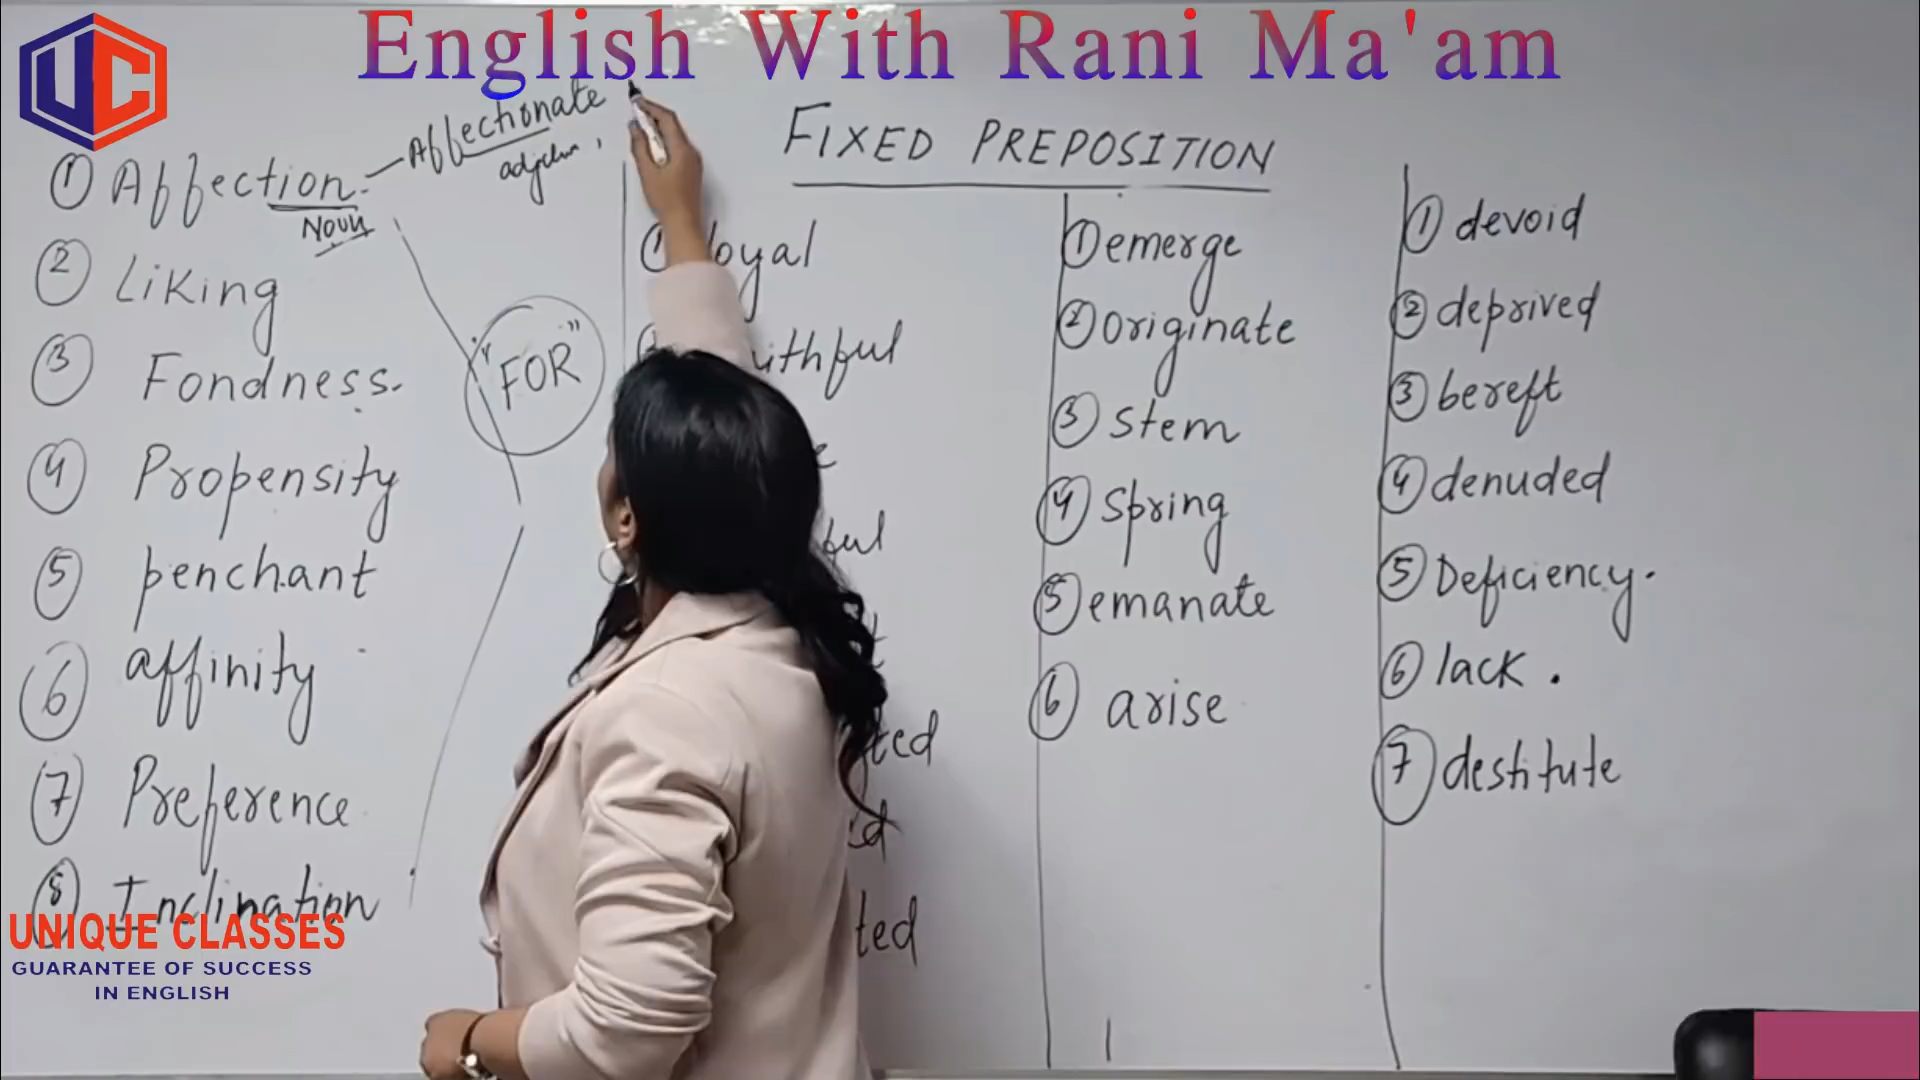 English With Rani Ma'am
UC
FIXED PREPOSITION
① Affection - Affectionate
Noun
② Liking
③ Fondness.
④ Propensity
⑤ penchant
⑥ affinity
⑦ Preference
⑧ Inclination
"FOR"
① loyal
② ithful
ful
ted
ted
① emerge
② Originate
③ Stem
④ Spring
⑤ emanate
⑥ arise
① devoid
② deprived
③ bereft
④ denuded
⑤ Deficiency.
⑥ lack.
⑦ destitute
UNIQUE CLASSES
GUARANTEE OF SUCCESS
IN ENGLISH